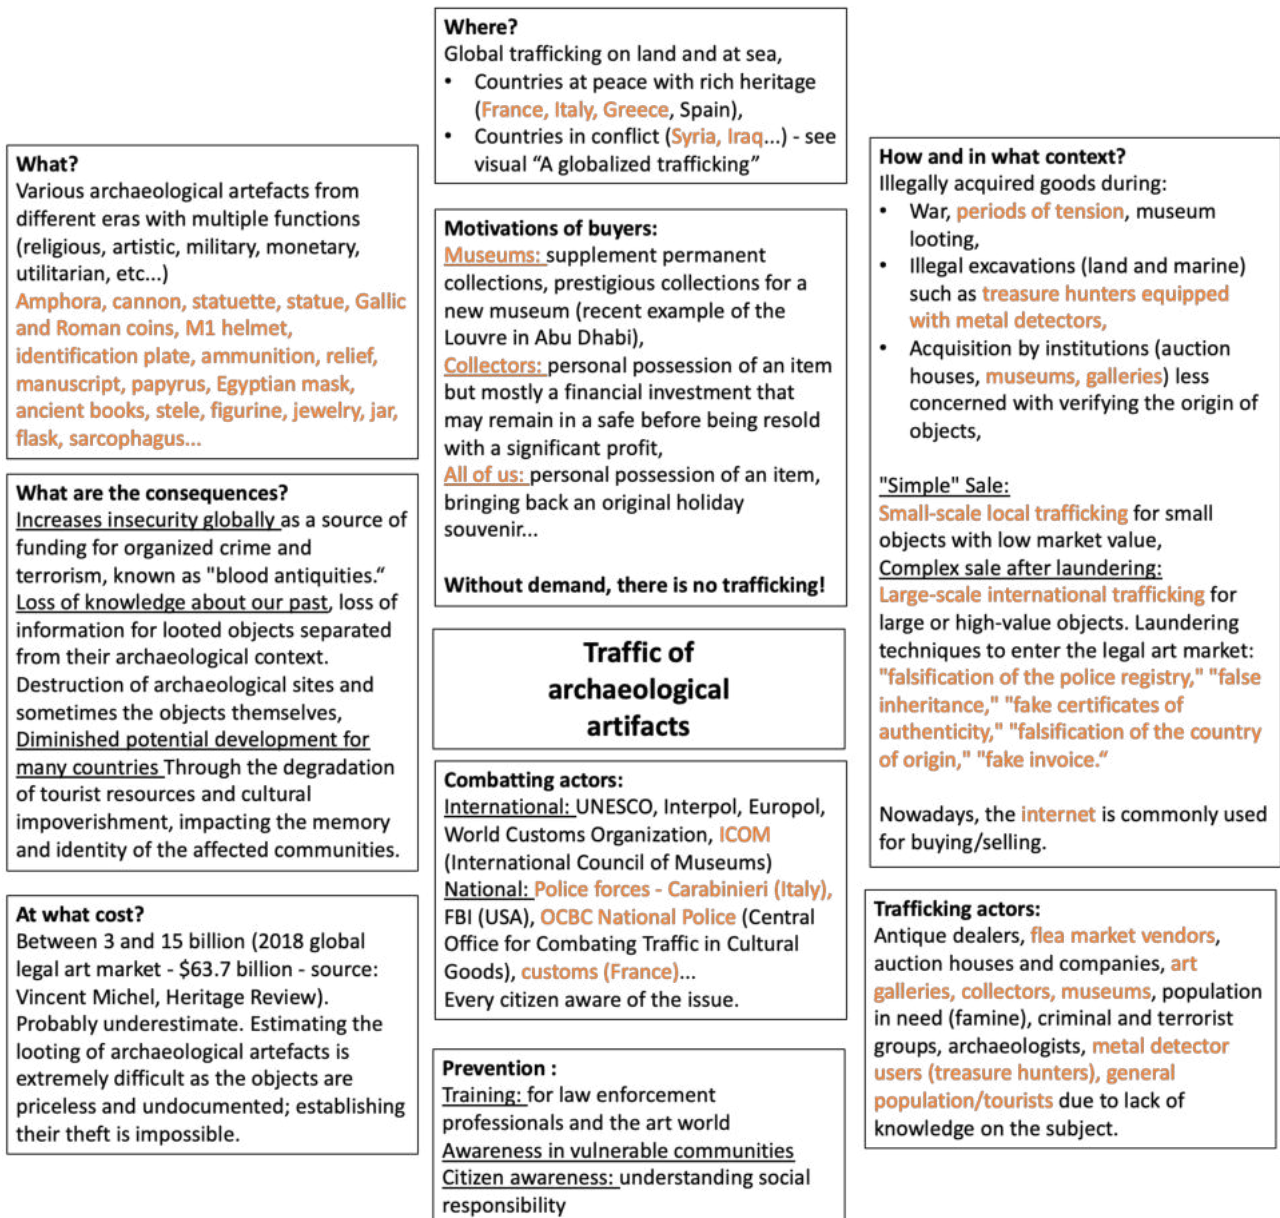 Where?
Global trafficking on land and at sea,
• Countries at peace with rich heritage
(France, Italy, Greece, Spain),
• Countries in conflict (Syria, Iraq...) - see
visual “A globalized trafficking”
What?
Various archaeological artefacts from
different eras with multiple functions
(religious, artistic, military, monetary,
utilitarian, etc...)
Amphora, cannon, statuette, statue, Gallic
and Roman coins, M1 helmet,
identification plate, ammunition, relief,
manuscript, papyrus, Egyptian mask,
ancient books, stele, figurine, jewelry, jar,
flask, sarcophagus...
What are the consequences?
Increases insecurity globally as a source of
funding for organized crime and
terrorism, known as "blood antiquities.“
Loss of knowledge about our past, loss of
information for looted objects separated
from their archaeological context.
Destruction of archaeological sites and
sometimes the objects themselves,
Diminished potential development for
many countries Through the degradation
of tourist resources and cultural
impoverishment, impacting the memory
and identity of the affected communities.
At what cost?
Between 3 and 15 billion (2018 global
legal art market - $63.7 billion - source:
Vincent Michel, Heritage Review).
Probably underestimate. Estimating the
looting of archaeological artefacts is
extremely difficult as the objects are
priceless and undocumented; establishing
their theft is impossible.
Motivations of buyers:
Museums: supplement permanent
collections, prestigious collections for a
new museum (recent example of the
Louvre in Abu Dhabi),
Collectors: personal possession of an item
but mostly a financial investment that
may remain in a safe before being resold
with a significant profit,
All of us: personal possession of an item,
bringing back an original holiday
souvenir...
Without demand, there is no trafficking!
Traffic of
archaeological
artifacts
Combatting actors:
International: UNESCO, Interpol, Europol,
World Customs Organization, ICOM
(International Council of Museums)
National: Police forces - Carabinieri (Italy),
FBI (USA), OCBC National Police (Central
Office for Combating Traffic in Cultural
Goods), customs (France)...
Every citizen aware of the issue.
Prevention :
Training: for law enforcement
professionals and the art world
Awareness in vulnerable communities
Citizen awareness: understanding social
responsibility
How and in what context?
Illegally acquired goods during:
• War, periods of tension, museum
looting,
• Illegal excavations (land and marine)
such as treasure hunters equipped
with metal detectors,
• Acquisition by institutions (auction
houses, museums, galleries) less
concerned with verifying the origin of
objects,
"Simple" Sale:
Small-scale local trafficking for small
objects with low market value,
Complex sale after laundering:
Large-scale international trafficking for
large or high-value objects. Laundering
techniques to enter the legal art market:
"falsification of the police registry," "false
inheritance," "fake certificates of
authenticity," "falsification of the country
of origin," "fake invoice.“
Nowadays, the internet is commonly used
for buying/selling.
Trafficking actors:
Antique dealers, flea market vendors,
auction houses and companies, art
galleries, collectors, museums, population
in need (famine), criminal and terrorist
groups, archaeologists, metal detector
users (treasure hunters), general
population/tourists due to lack of
knowledge on the subject.